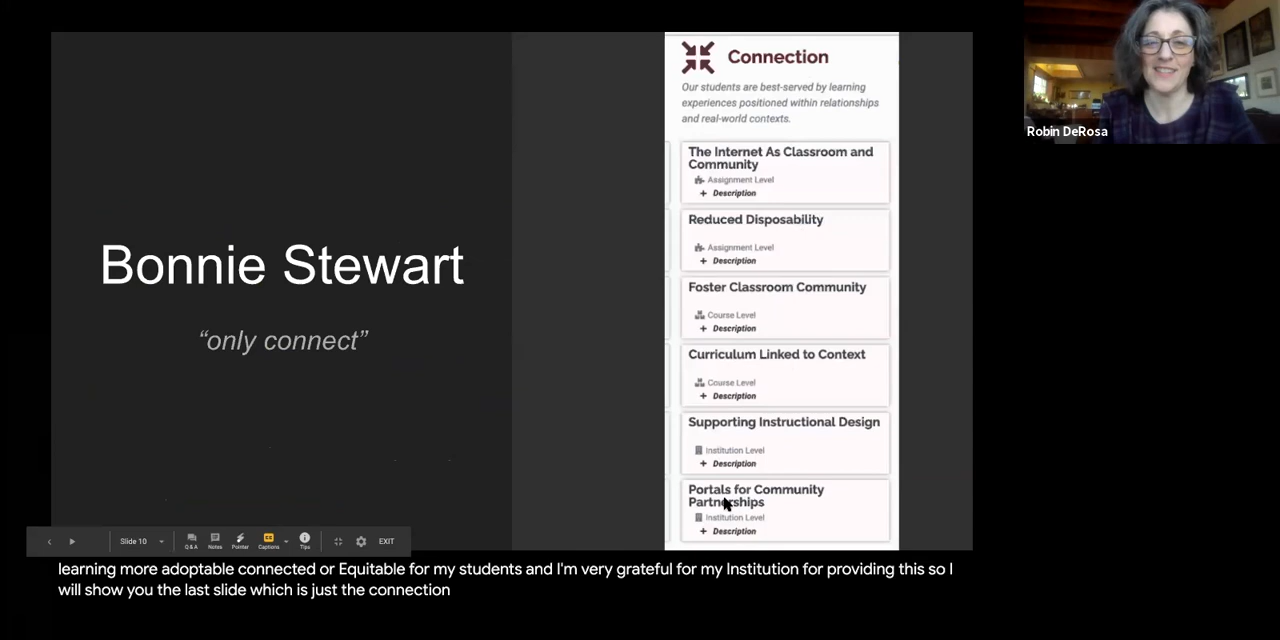 Bonnie Stewart
“only connect”
Connection
Our students are best-served by learning
experiences positioned within relationships
and real-world contexts.
The Internet As Classroom and
Community
Assignment Level
+ Description
Reduced Disposability
Assignment Level
+ Description
Foster Classroom Community
Course Level
+ Description
Curriculum Linked to Context
Course Level
+ Description
Supporting Instructional Design
Institution Level
+ Description
Portals for Community
Partnerships
Institution Level
+ Description
Robin DeRosa
Slide 10
Q & A
Notes
Pointer
CC
Captions
Tips
EXIT
learning more adoptable connected or Equitable for my students and I'm very grateful for my Institution for providing this so I
will show you the last slide which is just the connection